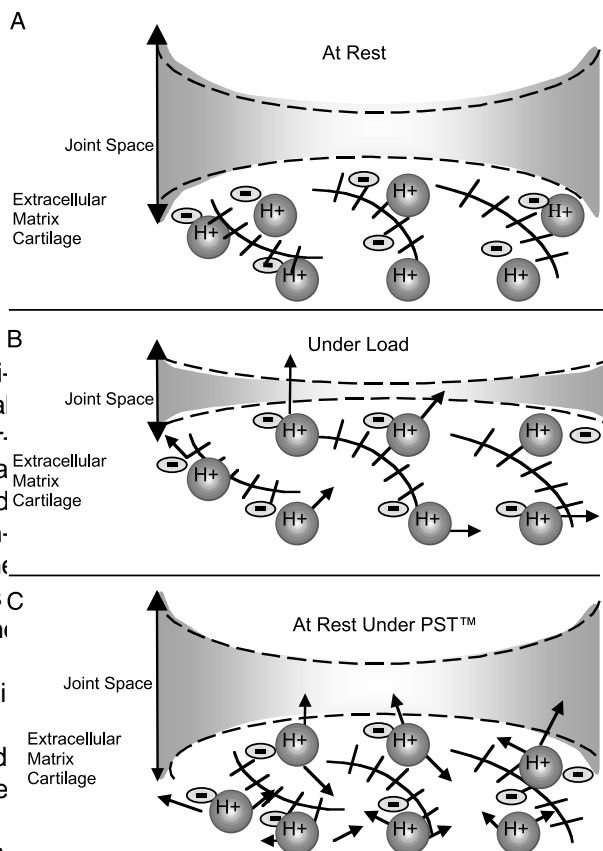 A
At Rest
Joint Space
Extracellular
Matrix
Cartilage
H+
H+
H+
H+
H+
H+
H+
B
Under Load
Joint Space
Extracellular
Matrix
Cartilage
H+
H+
H+
H+
H+
H+
H+
C
At Rest Under PST™
Joint Space
Extracellular
Matrix
Cartilage
H+
H+
H+
H+
H+
H+
H+